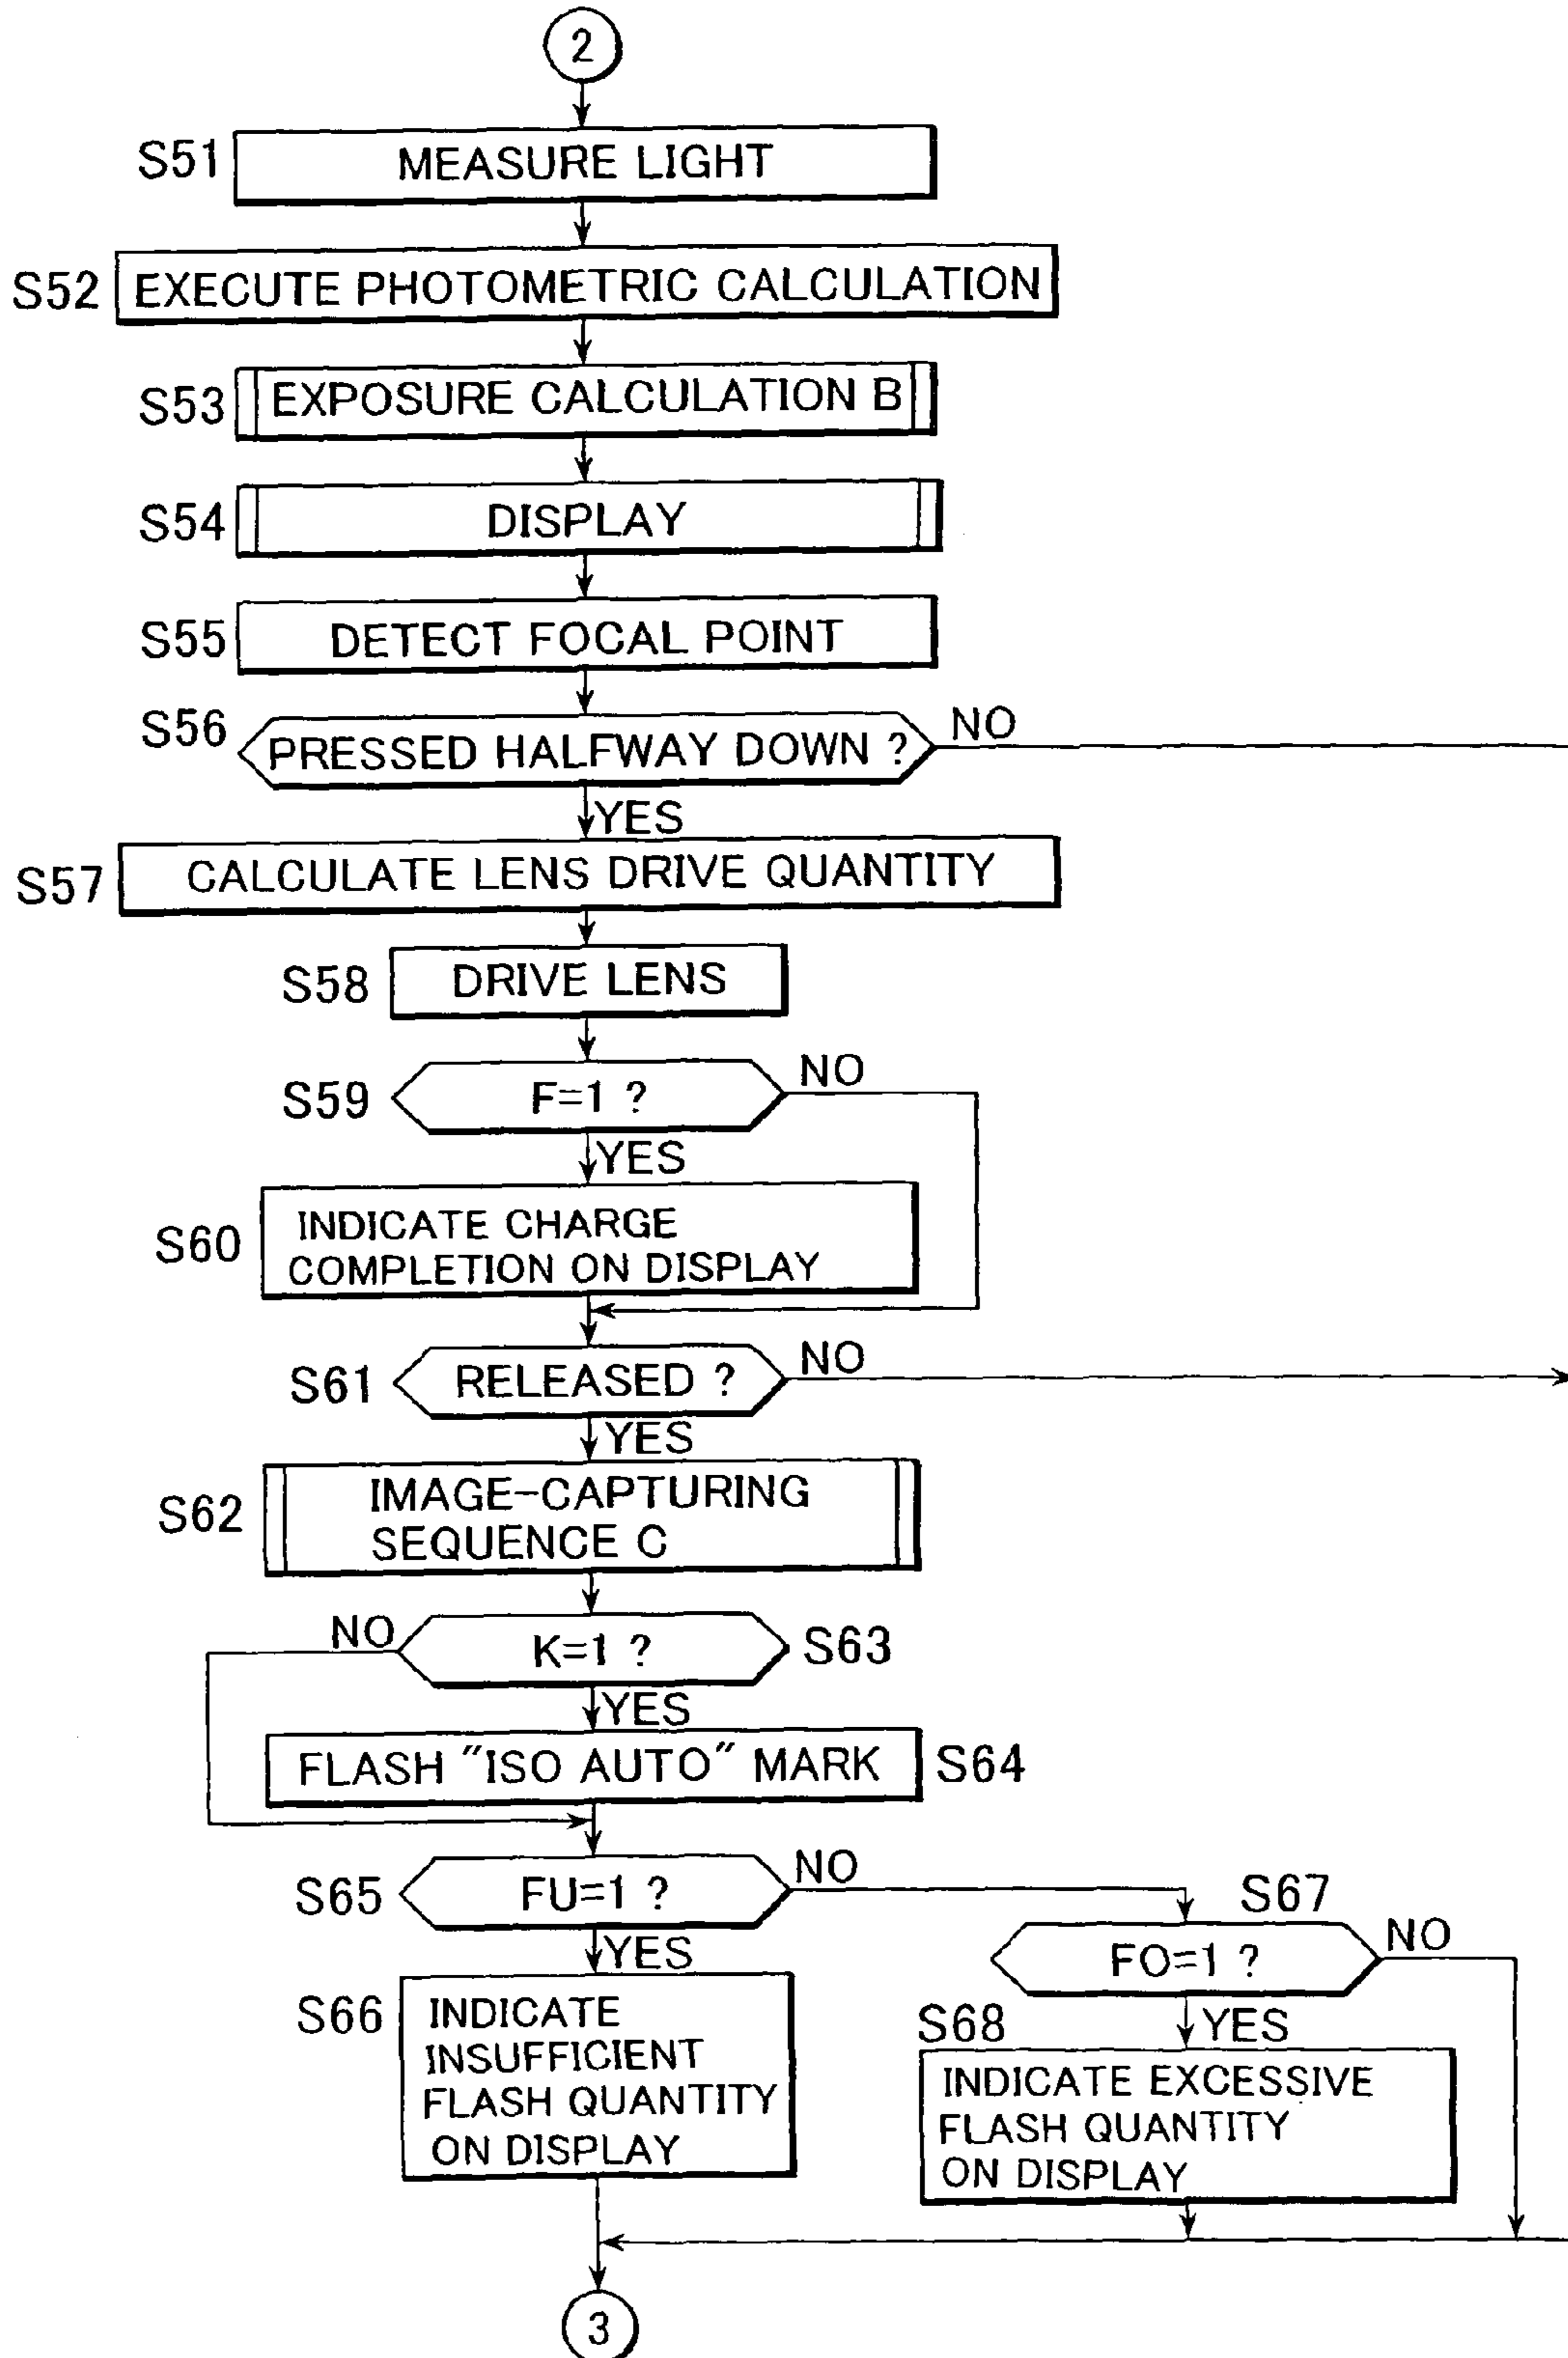 2
S51 MEASURE LIGHT
S52 EXECUTE PHOTOMETRIC CALCULATION
S53 EXPOSURE CALCULATION B
S54 DISPLAY
S55 DETECT FOCAL POINT
S56 PRESSED HALFWAY DOWN ? NO
YES
S57 CALCULATE LENS DRIVE QUANTITY
S58 DRIVE LENS
S59 F=1 ? NO
YES
S60 INDICATE CHARGE
COMPLETION ON DISPLAY
S61 RELEASED ? NO
YES
S62 IMAGE-CAPTURING
SEQUENCE C
NO K=1 ? S63
YES
FLASH "ISO AUTO" MARK S64
S65 FU=1 ? NO
YES
S66 INDICATE
INSUFFICIENT
FLASH QUANTITY
ON DISPLAY
S67
FO=1 ? NO
YES
S68
INDICATE EXCESSIVE
FLASH QUANTITY
ON DISPLAY
3